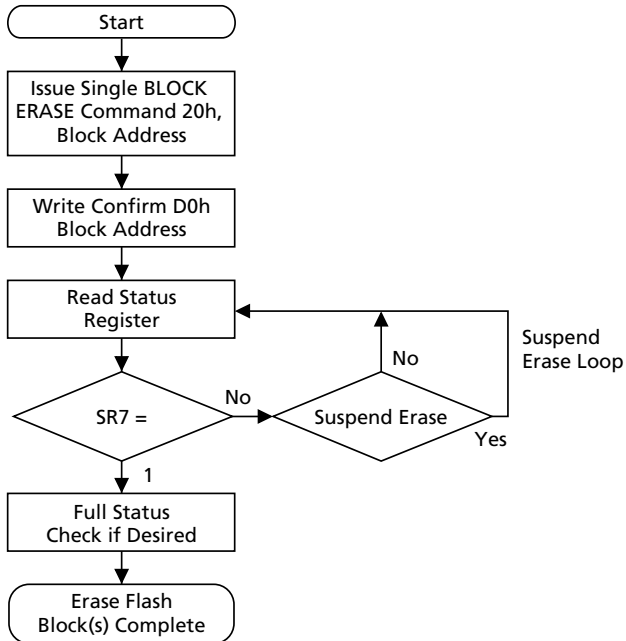 Start
Issue Single BLOCK
ERASE Command 20h,
Block Address
Write Confirm D0h
Block Address
Read Status
Register
Suspend
Erase Loop
No
No
SR7 =
Suspend Erase
Yes
1
Full Status
Check if Desired
Erase Flash
Block(s) Complete